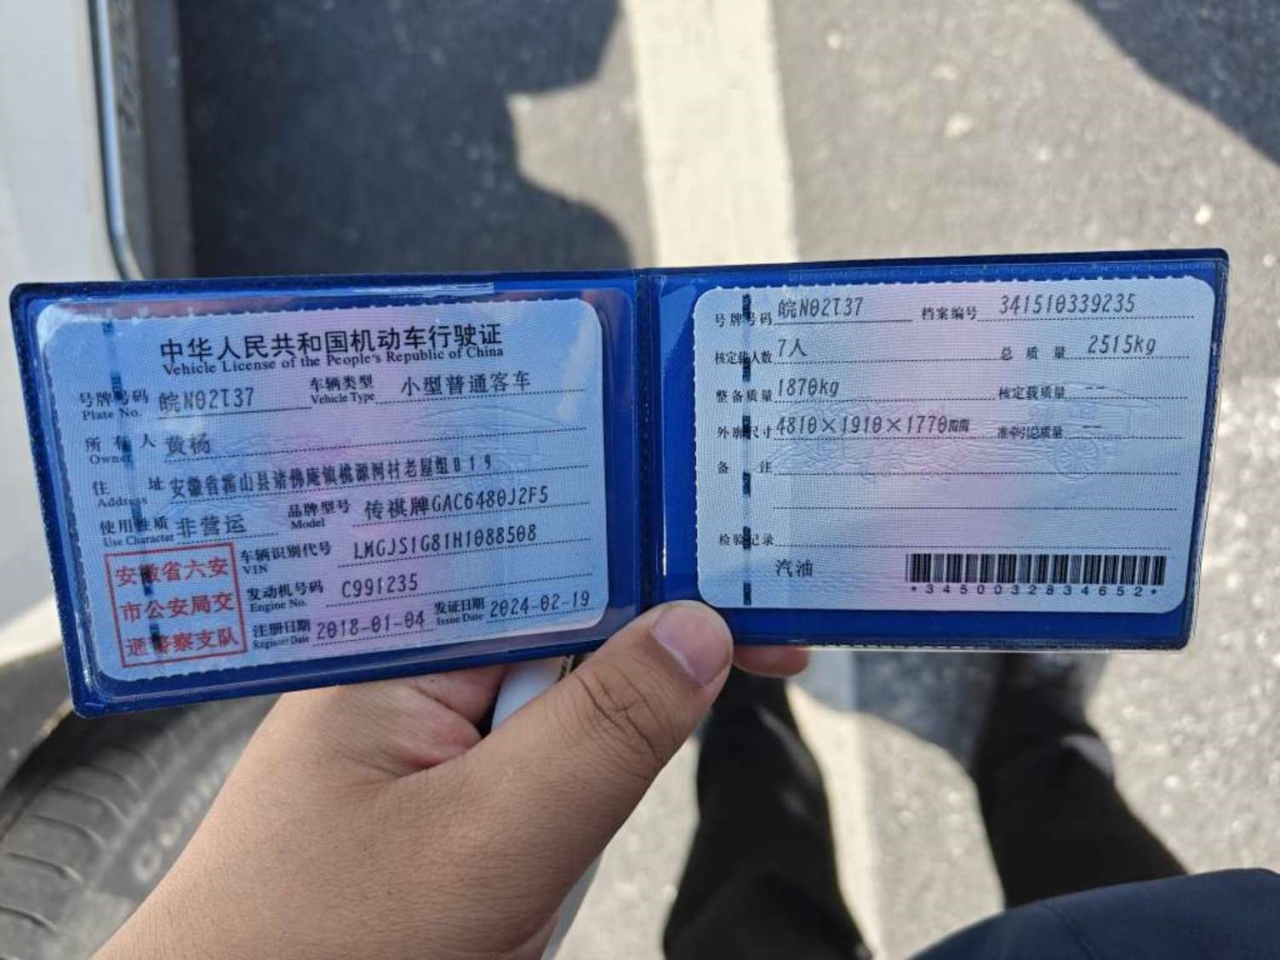 中华人民共和国机动车行驶证
Vehicle License of the People's Republic of China
号牌号码 皖N02T37 车辆类型 小型普通客车
Plate No. Vehicle Type
所有人 黄杨
Owner
住址 安徽省霍山县诸佛庵镇桃源河村老屋组019
Address
使用性质 非营运 品牌型号 传祺牌GAC6480J2F5
Use Character Model
车辆识别代号 LMGJS1G81H1088508
VIN
发动机号码 C991235
Engine No.
注册日期 2018-01-04 发证日期 2024-02-19
Register Date Issue Date
安徽省六安
市公安局交
通警察支队
号牌号码 皖N02T37 档案编号 341510339235
核定载人数 7人 总质量 2515kg
整备质量 1870kg 核定载质量 --
外廓尺寸 4810×1910×1770mm 准牵引总质量 --
备注
检验记录
汽油
*3450032834652*